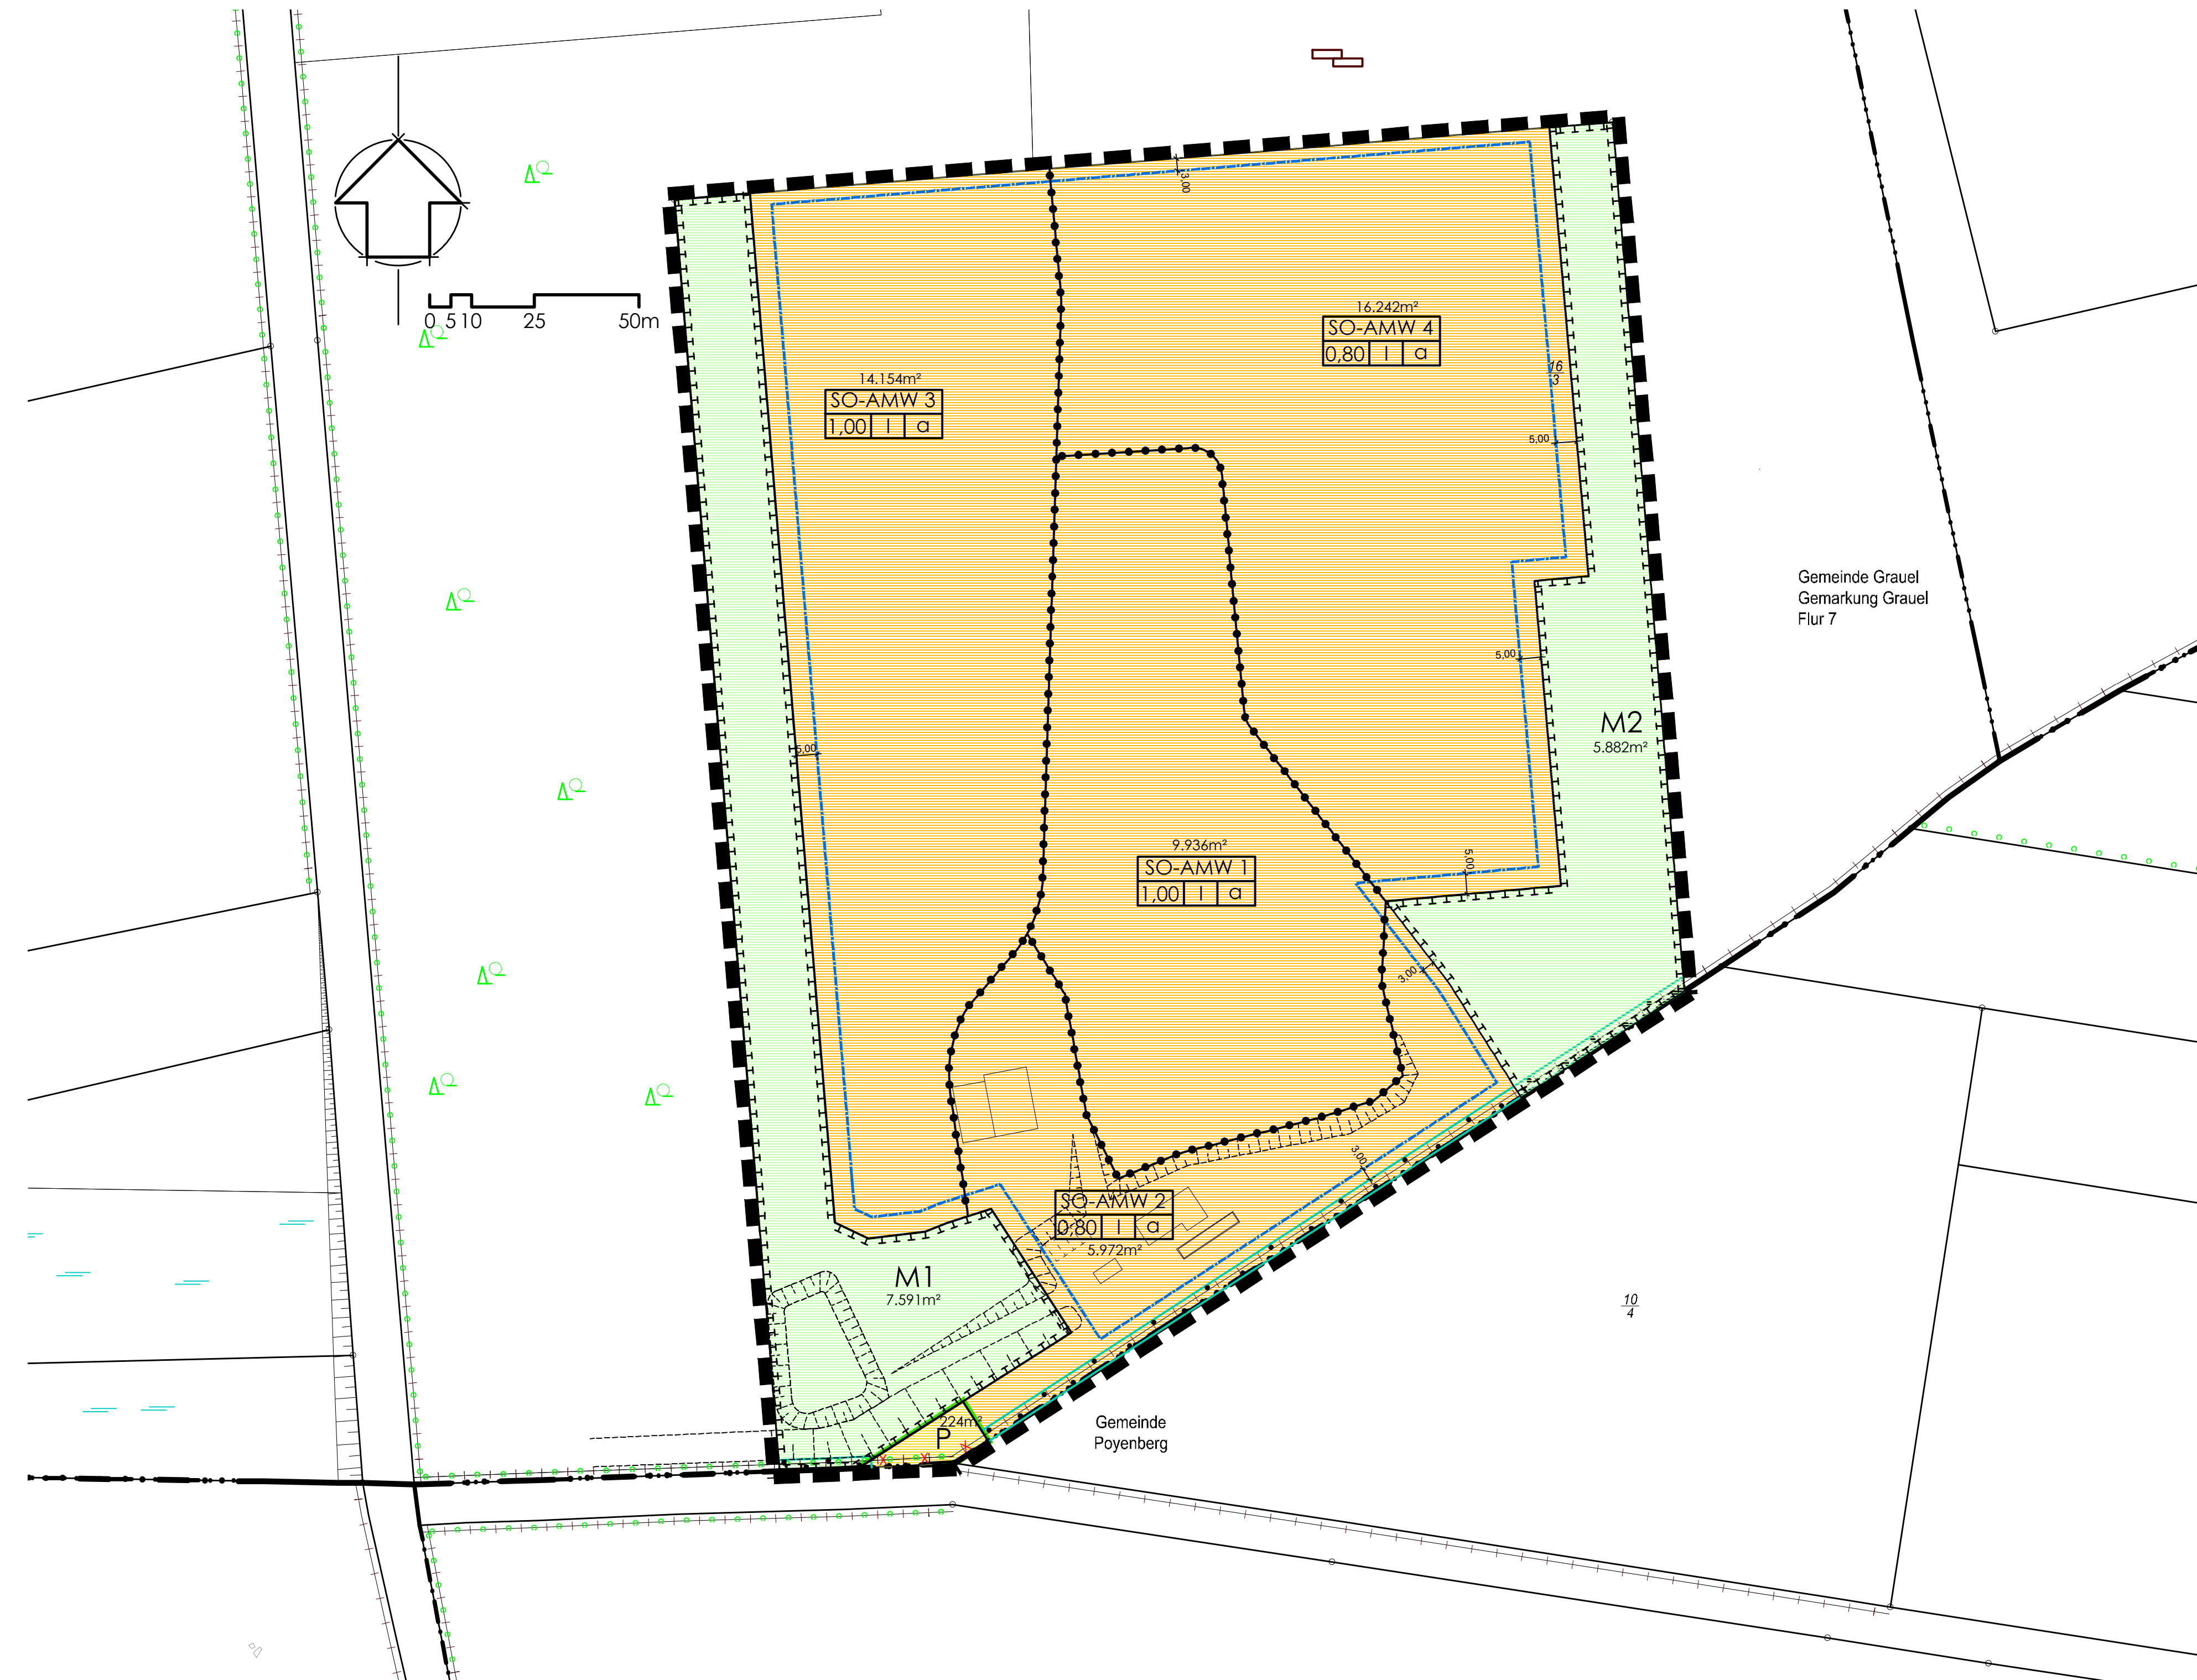 3,00
0 5 10 25 50m
16.242m²
SO-AMW 4
0,80 I a
16
3
14.154m²
SO-AMW 3
1,00 I a
5,00
Gemeinde Grauel
Gemarkung Grauel
Flur 7
5,00
M2
5.882m²
5,00
9.936m²
SO-AMW 1
1,00 I a
5,00
3,00
3,00
SO-AMW 2
0,80 I a
5.972m²
M1
7.591m²
10
4
224m²
P
Gemeinde
Poyenberg